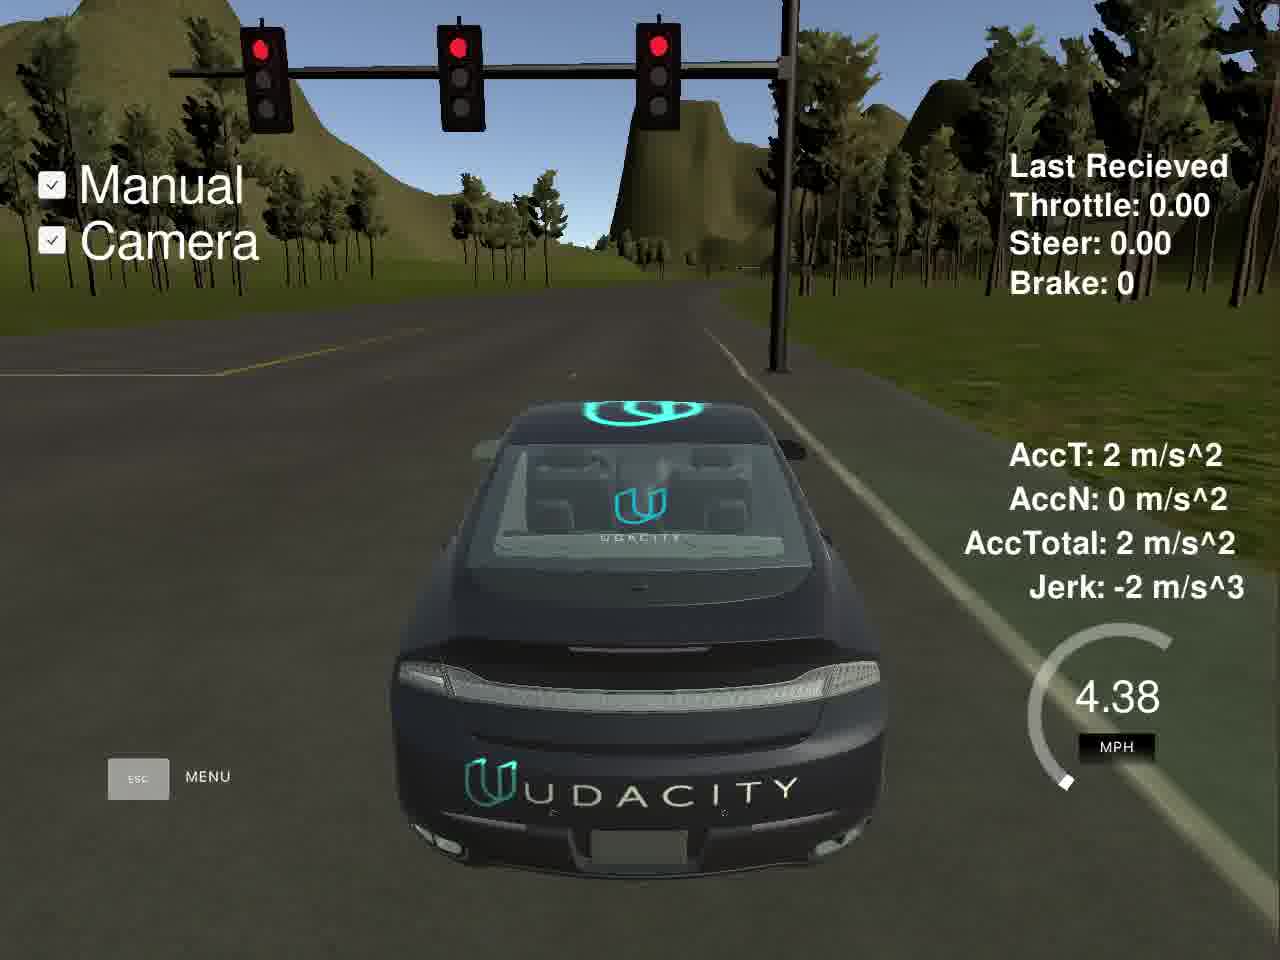 Manual
Camera
Last Recieved
Throttle: 0.00
Steer: 0.00
Brake: 0
AccT: 2 m/s^2
AccN: 0 m/s^2
AccTotal: 2 m/s^2
Jerk: -2 m/s^3
4.38
MPH
UDACITY
ESC MENU
UDACITY